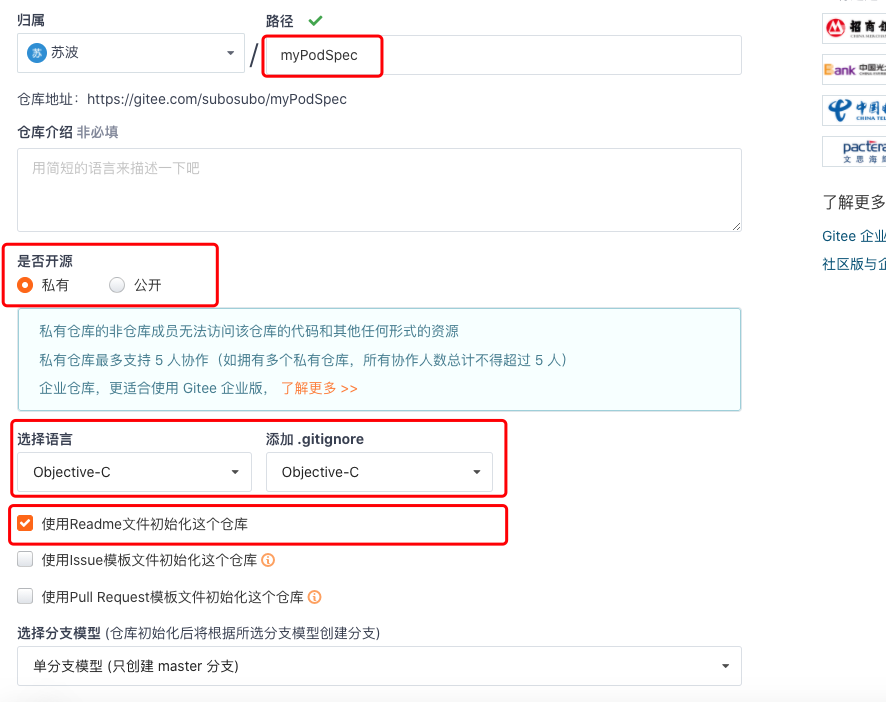 归属
路径
苏 苏波
/
myPodSpec
仓库地址：https://gitee.com/subosubo/myPodSpec
仓库介绍 非必填
用简短的语言来描述一下吧
是否开源
私有
公开
私有仓库的非仓库成员无法访问该仓库的代码和其他任何形式的资源
私有仓库最多支持 5 人协作（如拥有多个私有仓库，所有协作人数总计不得超过 5 人）
企业仓库，更适合使用 Gitee 企业版， 了解更多 >>
选择语言
添加 .gitignore
Objective-C
Objective-C
使用Readme文件初始化这个仓库
使用Issue模板文件初始化这个仓库
使用Pull Request模板文件初始化这个仓库
选择分支模型 (仓库初始化后将根据所选分支模型创建分支)
单分支模型 (只创建 master 分支)
招商
Bank 中国光
中国
CHINA TEL
pactera
文思海
了解更多
Gitee 企业
社区版与企